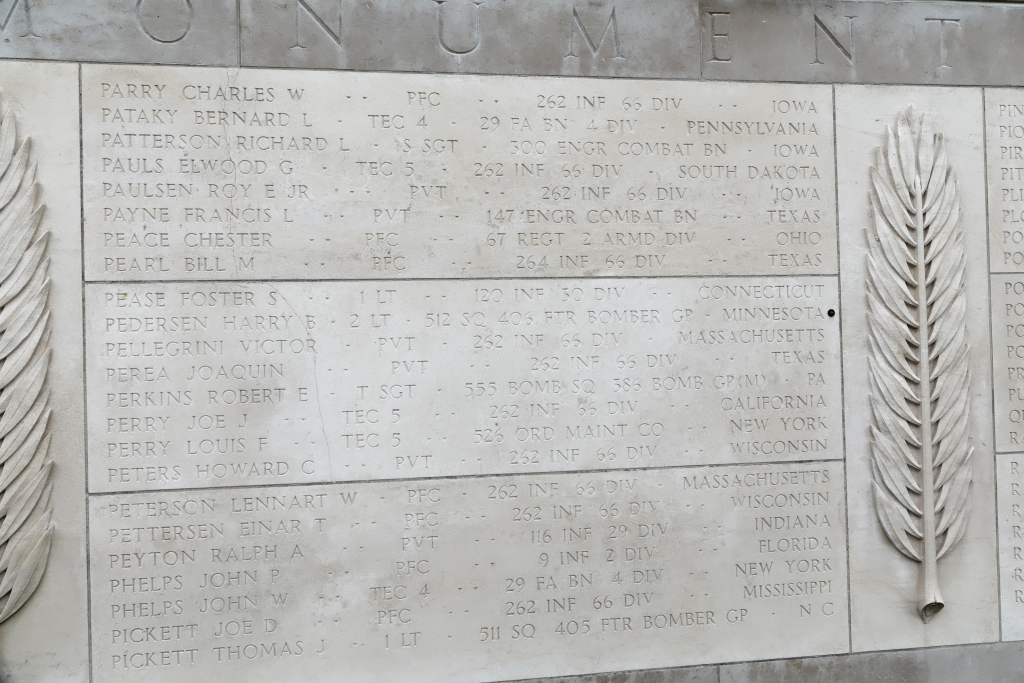 MONUMENT
PARRY CHARLES W - - PFC - - 262 INF 66 DIV - - IOWA
PATAKY BERNARD L - TEC 4 - 29 FA BN 4 DIV - PENNSYLVANIA
PATTERSON RICHARD L - S SGT - 300 ENGR COMBAT BN - IOWA
PAULS ELWOOD G - TEC 5 - 262 INF 66 DIV - SOUTH DAKOTA
PAULSEN ROY E JR - - PVT - - 262 INF 66 DIV - - IOWA
PAYNE FRANCIS L - - PVT - - 147 ENGR COMBAT BN - - TEXAS
PEACE CHESTER - - PFC - - 67 REGT 2 ARMD DIV - - OHIO
PEARL BILL M - - PFC - - 264 INF 66 DIV - - TEXAS
PEASE FOSTER S - - 1 LT - - 120 INF 30 DIV - - CONNECTICUT
PEDERSEN HARRY B - 2 LT - 512 SQ 406 FTR BOMBER GP - MINNESOTA
PELLEGRINI VICTOR - PVT - - 262 INF 66 DIV - - MASSACHUSETTS
PEREA JOAQUIN - - PVT - - 262 INF 66 DIV - - TEXAS
PERKINS ROBERT E - T SGT - 555 BOMB SQ 386 BOMB GP(M) - PA
PERRY JOE J - - TEC 5 - - 262 INF 66 DIV - - CALIFORNIA
PERRY LOUIS F - - TEC 5 - - 526 ORD MAINT CO - - NEW YORK
PETERS HOWARD C - - PVT - - 262 INF 66 DIV - - WISCONSIN
PETERSON LENNART W - PFC - 262 INF 66 DIV - MASSACHUSETTS
PETTERSEN EINAR T - - PFC - - 262 INF 66 DIV - - WISCONSIN
PEYTON RALPH A - - PVT - - 116 INF 29 DIV - - INDIANA
PHELPS JOHN P - - PFC - - 9 INF 2 DIV - - FLORIDA
PHELPS JOHN W - - TEC 4 - - 29 FA BN 4 DIV - - NEW YORK
PICKETT JOE D - - PFC - - 262 INF 66 DIV - - MISSISSIPPI
PICKETT THOMAS J - 1 LT - 511 SQ 405 FTR BOMBER GP - N C